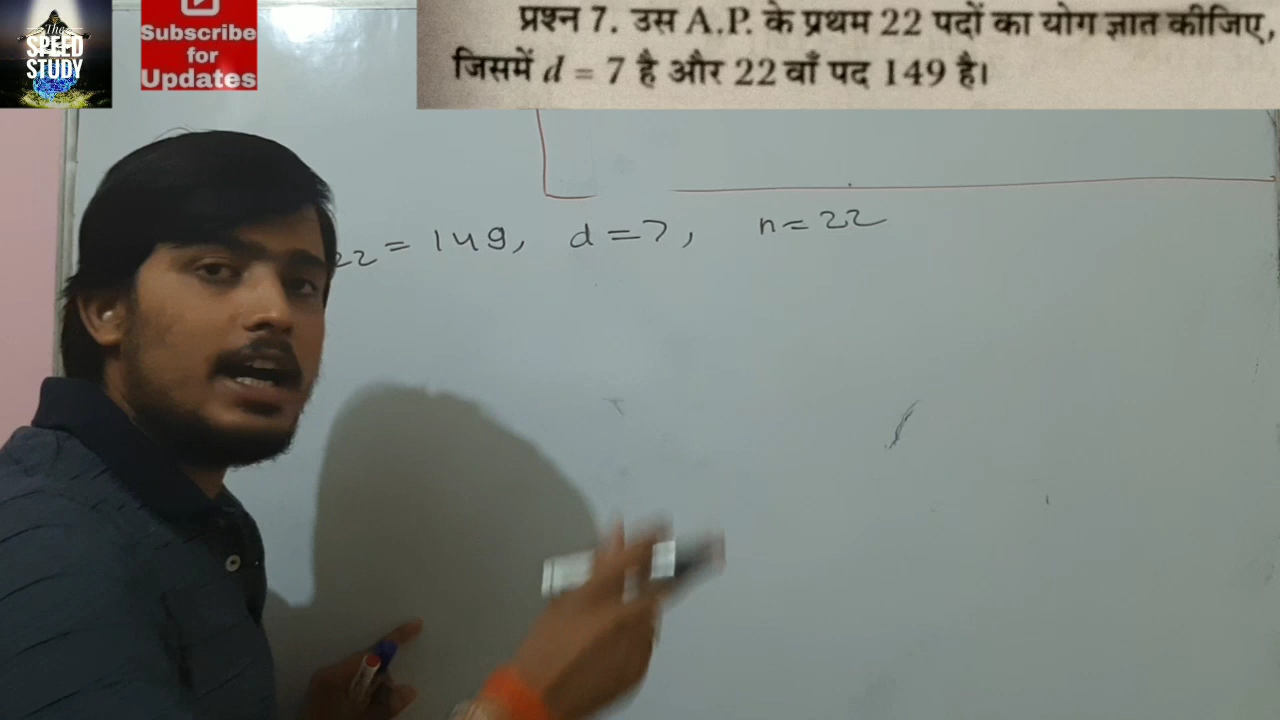 The
SPEED
STUDY
Subscribe
for
Updates
प्रश्न 7. उस A.P. के प्रथम 22 पदों का योग ज्ञात कीजिए,
जिसमें d = 7 है और 22 वाँ पद 149 है।
22 = 149, d = 7, n = 22